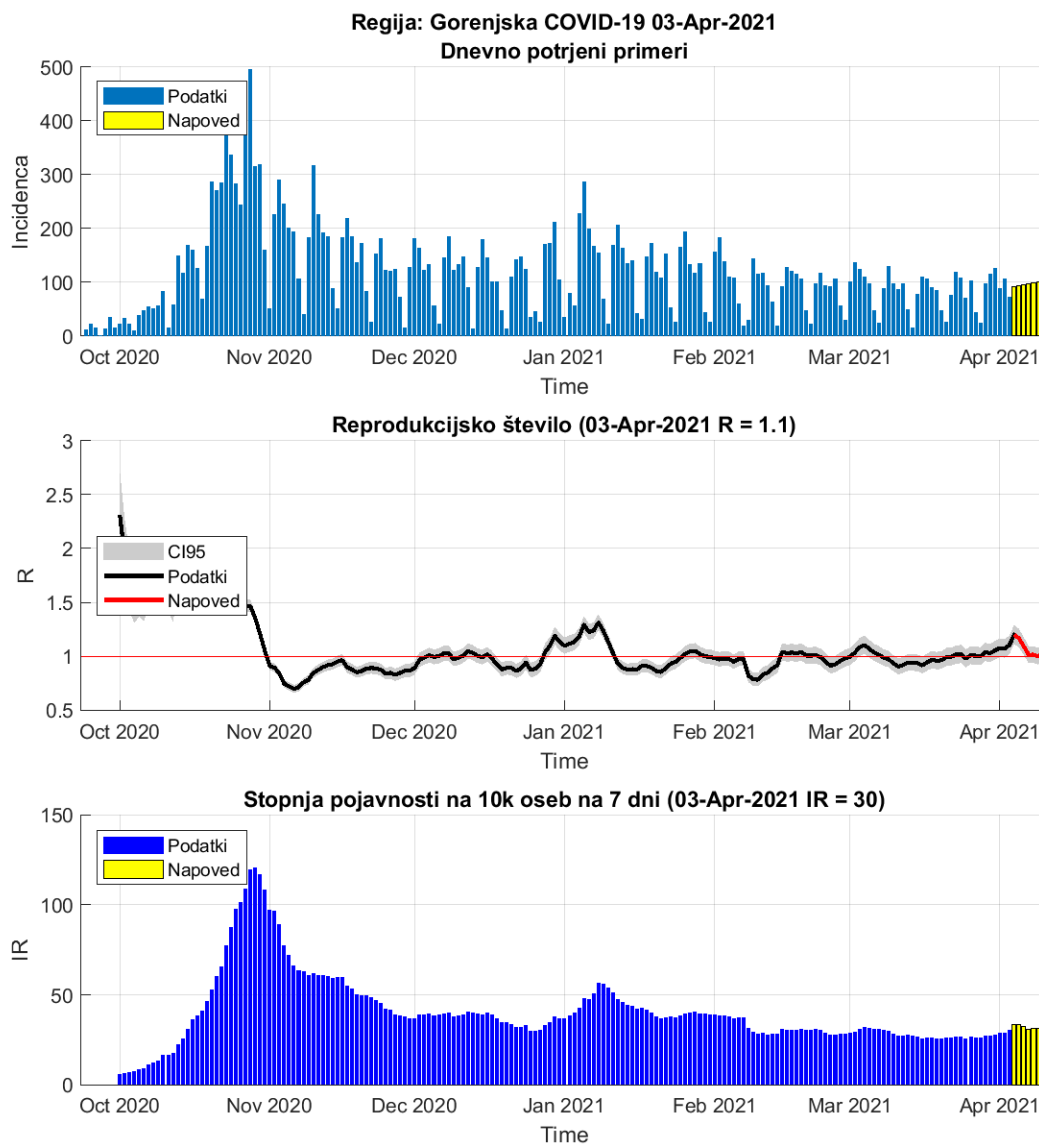 Regija: Gorenjska COVID-19 03-Apr-2021
Dnevno potrjeni primeri
500
400
300
200
100
0
Incidenca
Podatki
Napoved
Oct 2020 Nov 2020 Dec 2020 Jan 2021 Feb 2021 Mar 2021 Apr 2021
Time
Reprodukcijsko število (03-Apr-2021 R = 1.1)
3
2.5
2
1.5
1
0.5
R
CI95
Podatki
Napoved
Oct 2020 Nov 2020 Dec 2020 Jan 2021 Feb 2021 Mar 2021 Apr 2021
Time
Stopnja pojavnosti na 10k oseb na 7 dni (03-Apr-2021 IR = 30)
150
100
50
0
IR
Podatki
Napoved
Oct 2020 Nov 2020 Dec 2020 Jan 2021 Feb 2021 Mar 2021 Apr 2021
Time